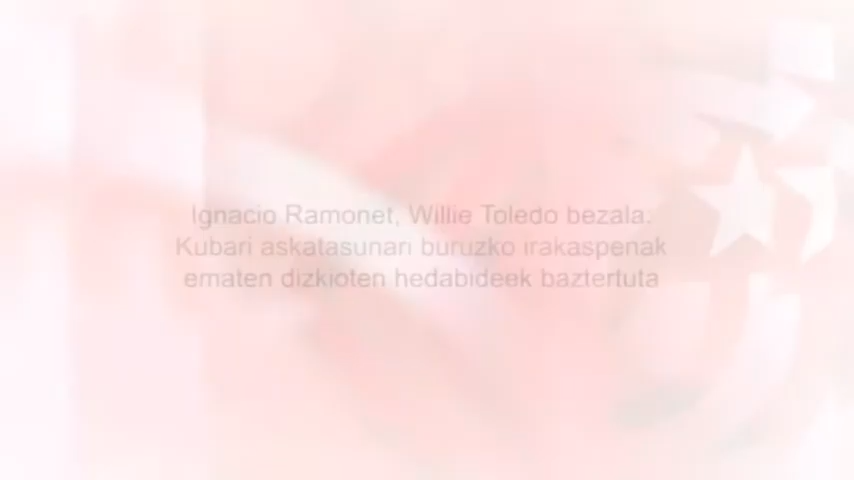 Ignacio Ramonet, Willie Toledo bezala:
Kubari askatasunari buruzko irakaspenak
ematen dizkioten hedabideek baztertuta